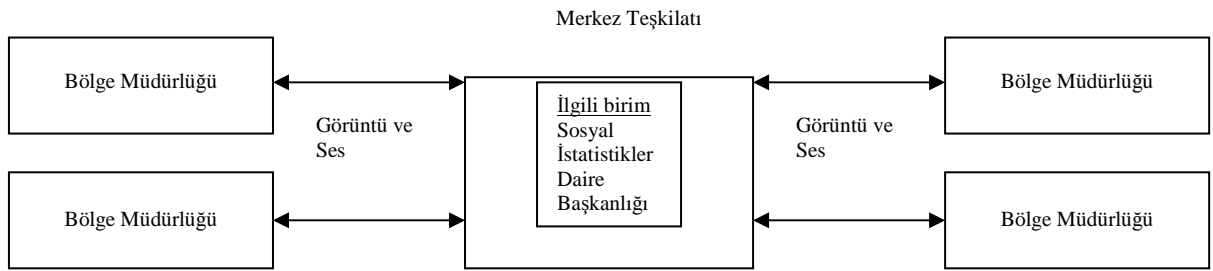 Merkez Teşkilatı
Bölge Müdürlüğü
Bölge Müdürlüğü
Görüntü ve
Ses
İlgili birim
Sosyal
İstatistikler
Daire
Başkanlığı
Görüntü ve
Ses
Bölge Müdürlüğü
Bölge Müdürlüğü